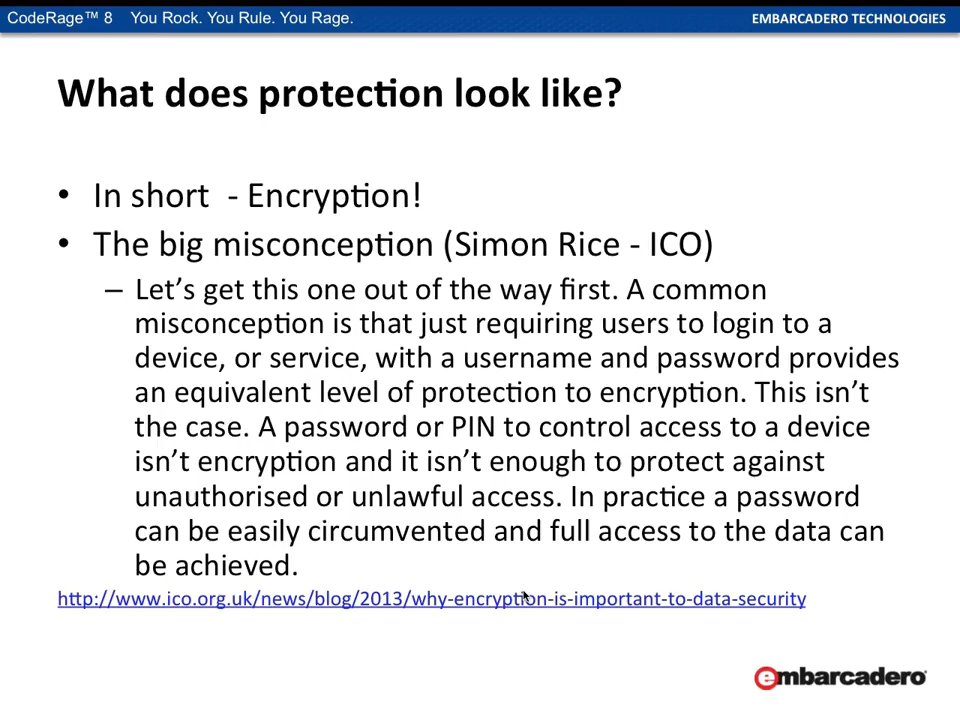 CodeRage™ 8 You Rock. You Rule. You Rage.
EMBARCADERO TECHNOLOGIES
What does protection look like?
• In short - Encryption!
• The big misconception (Simon Rice - ICO)
– Let’s get this one out of the way first. A common
misconception is that just requiring users to login to a
device, or service, with a username and password provides
an equivalent level of protection to encryption. This isn’t
the case. A password or PIN to control access to a device
isn’t encryption and it isn’t enough to protect against
unauthorised or unlawful access. In practice a password
can be easily circumvented and full access to the data can
be achieved.
http://www.ico.org.uk/news/blog/2013/why-encryption-is-important-to-data-security
embarcadero